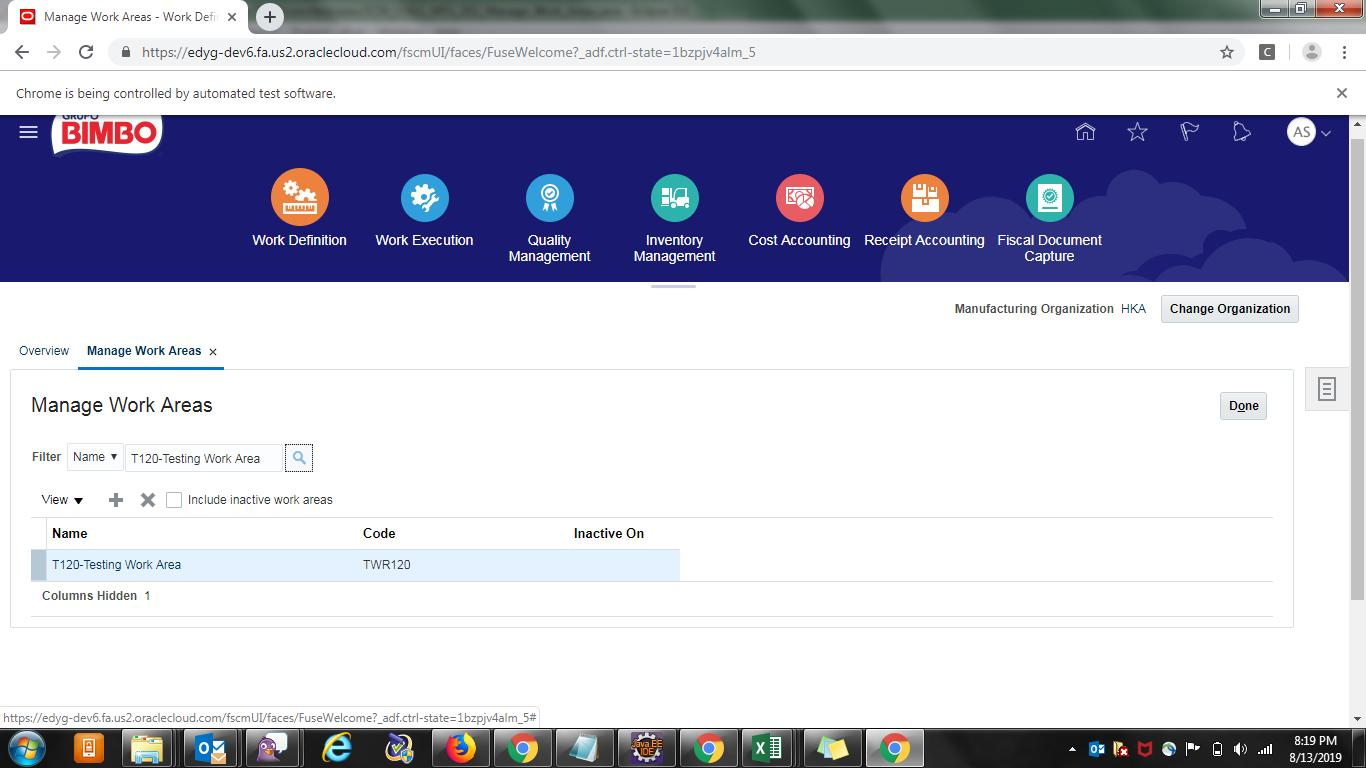 Manage Work Areas - Work Defin
https://edyg-dev6.fa.us2.oraclecloud.com/fscmUI/faces/FuseWelcome?_adf.ctrl-state=1bzpjv4alm_5
C
Chrome is being controlled by automated test software.
GRUPO
BIMBO
AS
Work Definition
Work Execution
Quality Management
Inventory Management
Cost Accounting
Receipt Accounting
Fiscal Document Capture
Manufacturing Organization HKA Change Organization
Overview Manage Work Areas
Manage Work Areas
Done
Filter Name T120-Testing Work Area
View Include inactive work areas
Name Code Inactive On
T120-Testing Work Area TWR120
Columns Hidden 1
https://edyg-dev6.fa.us2.oraclecloud.com/fscmUI/faces/FuseWelcome?_adf.ctrl-state=1bzpjv4alm_5#
Java EE
IDE
8:19 PM
8/13/2019